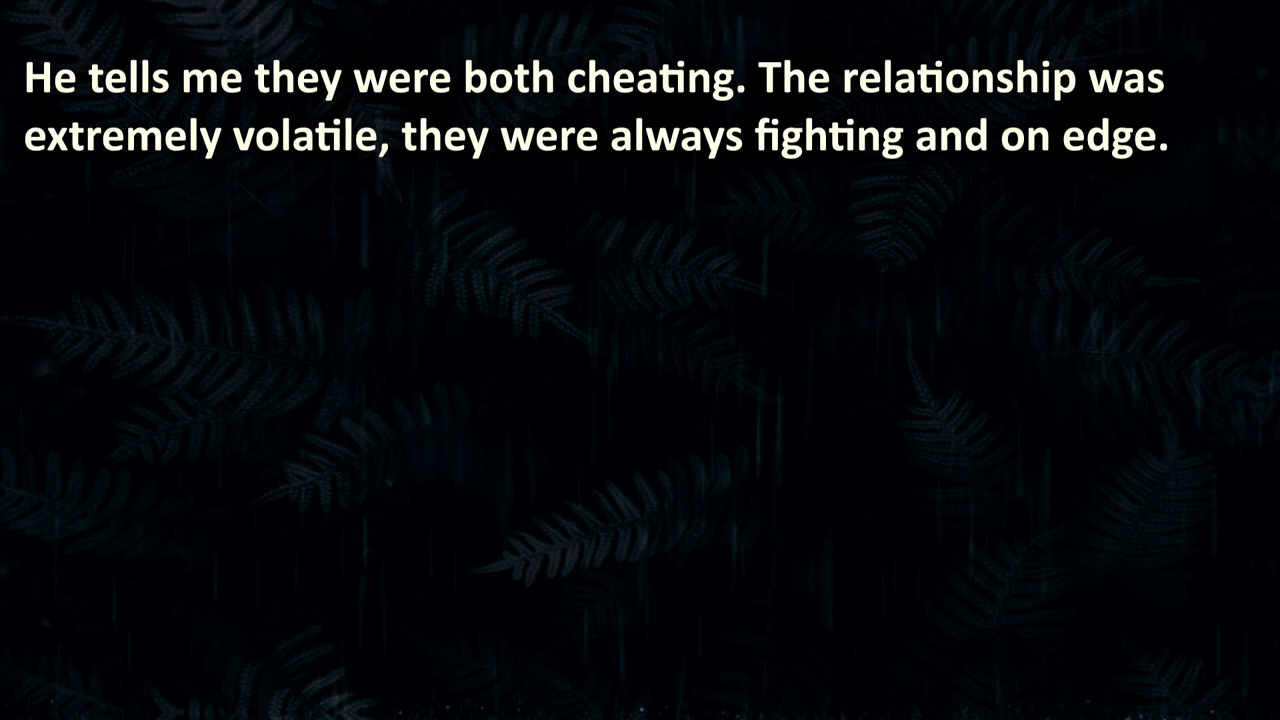 He tells me they were both cheating. The relationship was
extremely volatile, they were always fighting and on edge.